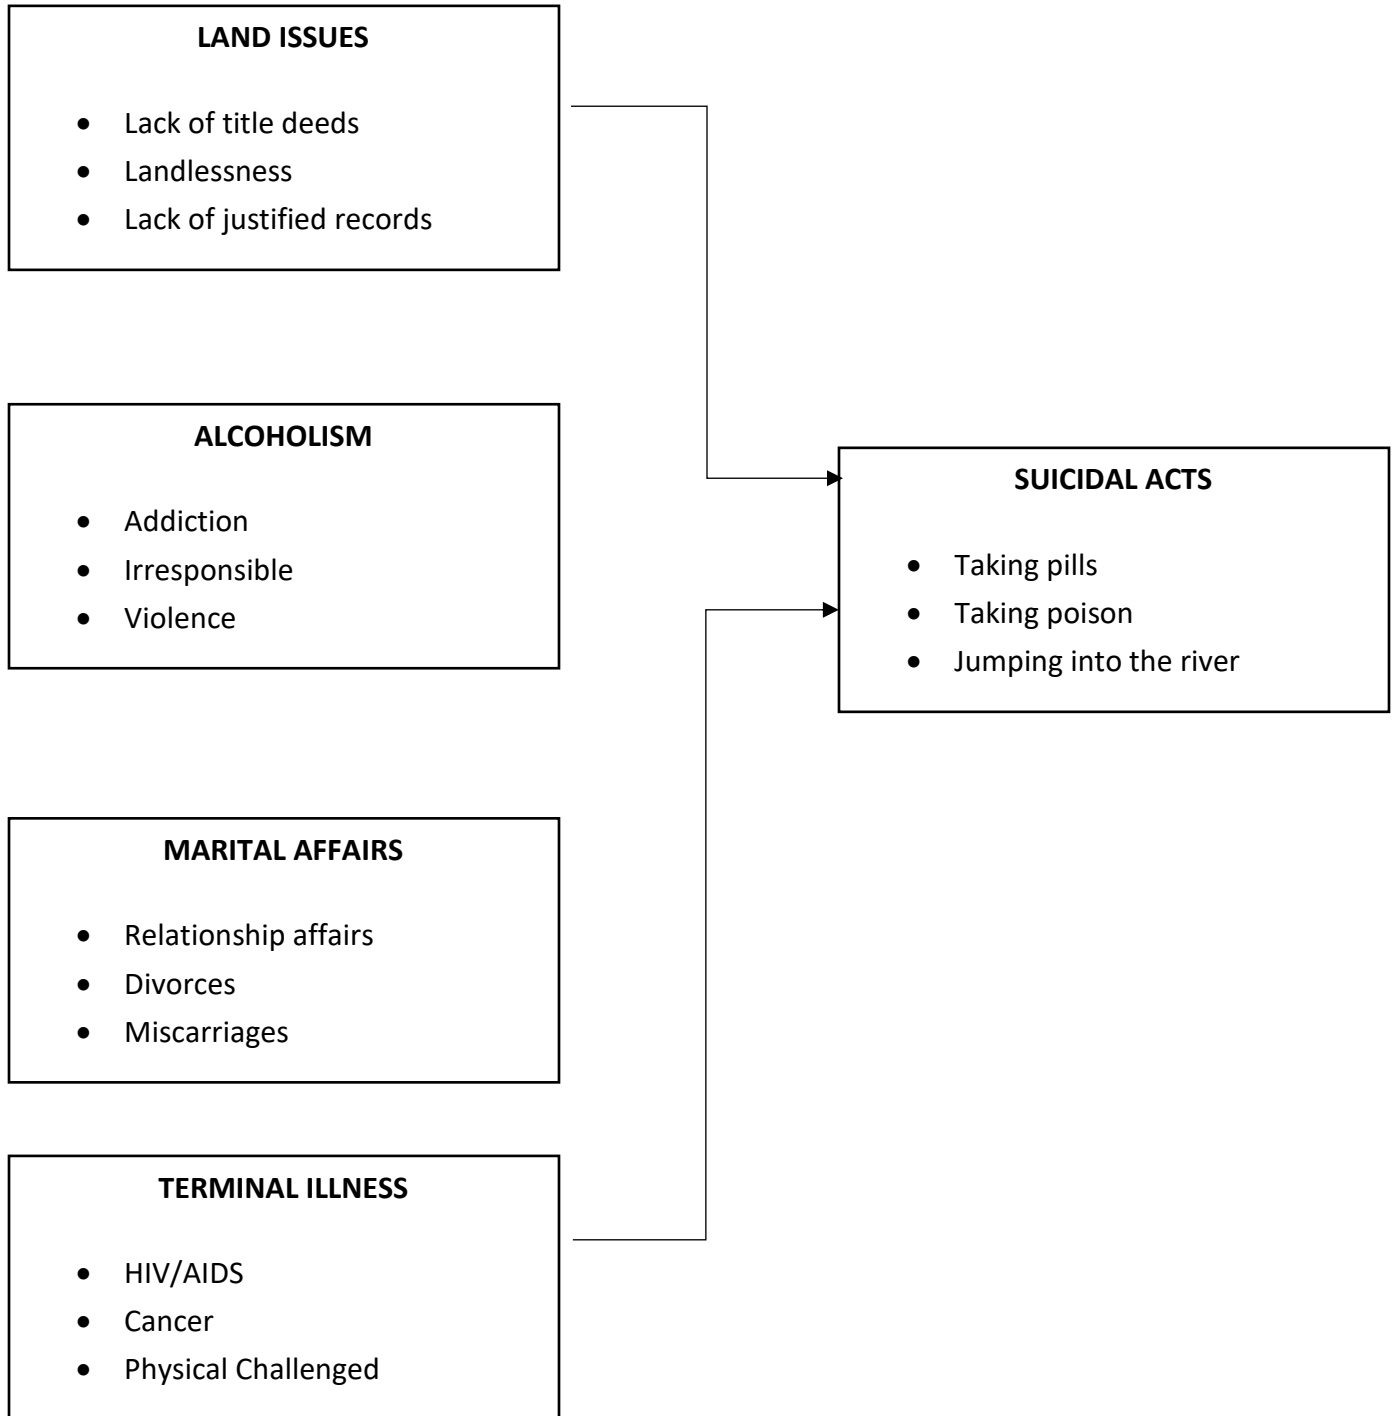 LAND ISSUES
• Lack of title deeds
• Landlessness
• Lack of justified records
ALCOHOLISM
• Addiction
• Irresponsible
• Violence
SUICIDAL ACTS
• Taking pills
• Taking poison
• Jumping into the river
MARITAL AFFAIRS
• Relationship affairs
• Divorces
• Miscarriages
TERMINAL ILLNESS
• HIV/AIDS
• Cancer
• Physical Challenged